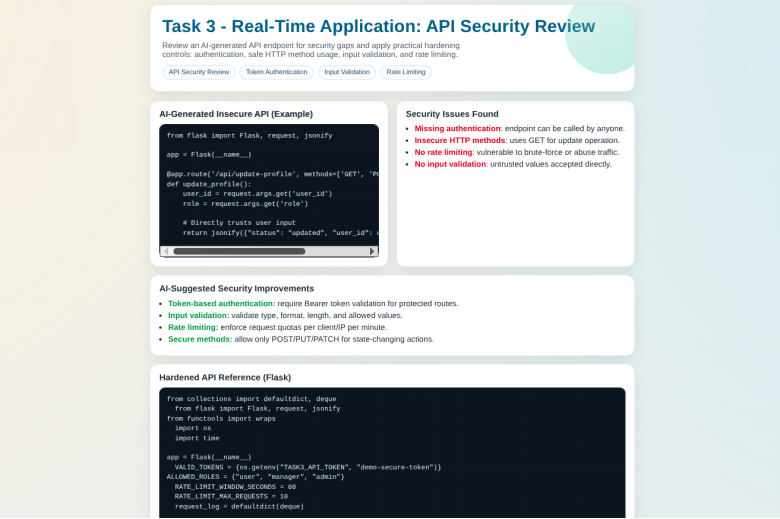 Task 3 - Real-Time Application: API Security Review
Review an AI-generated API endpoint for security gaps and apply practical hardening
controls: authentication, safe HTTP method usage, input validation, and rate limiting.
API Security Review
Token Authentication
Input Validation
Rate Limiting
AI-Generated Insecure API (Example)
from flask import Flask, request, jsonify
app = Flask(__name__)
@app.route('/api/update-profile', methods=['GET', 'PO
def update_profile():
    user_id = request.args.get('user_id')
    role = request.args.get('role')
    # Directly trusts user input
    return jsonify({"status": "updated", "user_id":
Security Issues Found
• Missing authentication: endpoint can be called by anyone.
• Insecure HTTP methods: uses GET for update operation.
• No rate limiting: vulnerable to brute-force or abuse traffic.
• No input validation: untrusted values accepted directly.
AI-Suggested Security Improvements
• Token-based authentication: require Bearer token validation for protected routes.
• Input validation: validate type, format, length, and allowed values.
• Rate limiting: enforce request quotas per client/IP per minute.
• Secure methods: allow only POST/PUT/PATCH for state-changing actions.
Hardened API Reference (Flask)
from collections import defaultdict, deque
  from flask import Flask, request, jsonify
from functools import wraps
  import os
  import time
app = Flask(__name__)
  VALID_TOKENS = {os.getenv("TASK3_API_TOKEN", "demo-secure-token")}
ALLOWED_ROLES = {"user", "manager", "admin"}
  RATE_LIMIT_WINDOW_SECONDS = 60
  RATE_LIMIT_MAX_REQUESTS = 10
  request_log = defaultdict(deque)